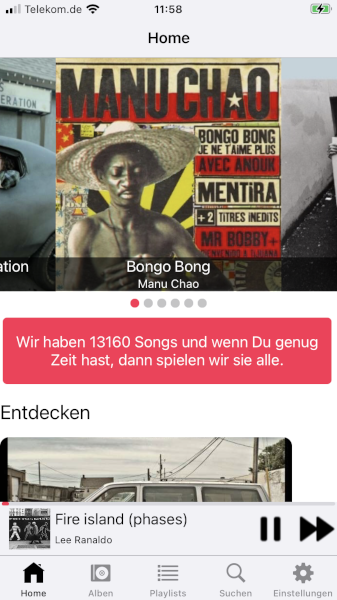 Telekom.de
11:58
Home
ERATION
MANU CHAO
BONGO BONG
JE NE T'AIME PLUS
AVEC ANOUK
MENTiRA
+2 TITRES INEDITS
MR BOBBY+
BIENVENIDO A TIJUANA
ation
Bongo Bong
Manu Chao
Wir haben 13160 Songs und wenn Du genug
Zeit hast, dann spielen wir sie alle.
Entdecken
Fire island (phases)
Lee Ranaldo
Home
Alben
Playlists
Suchen
Einstellungen